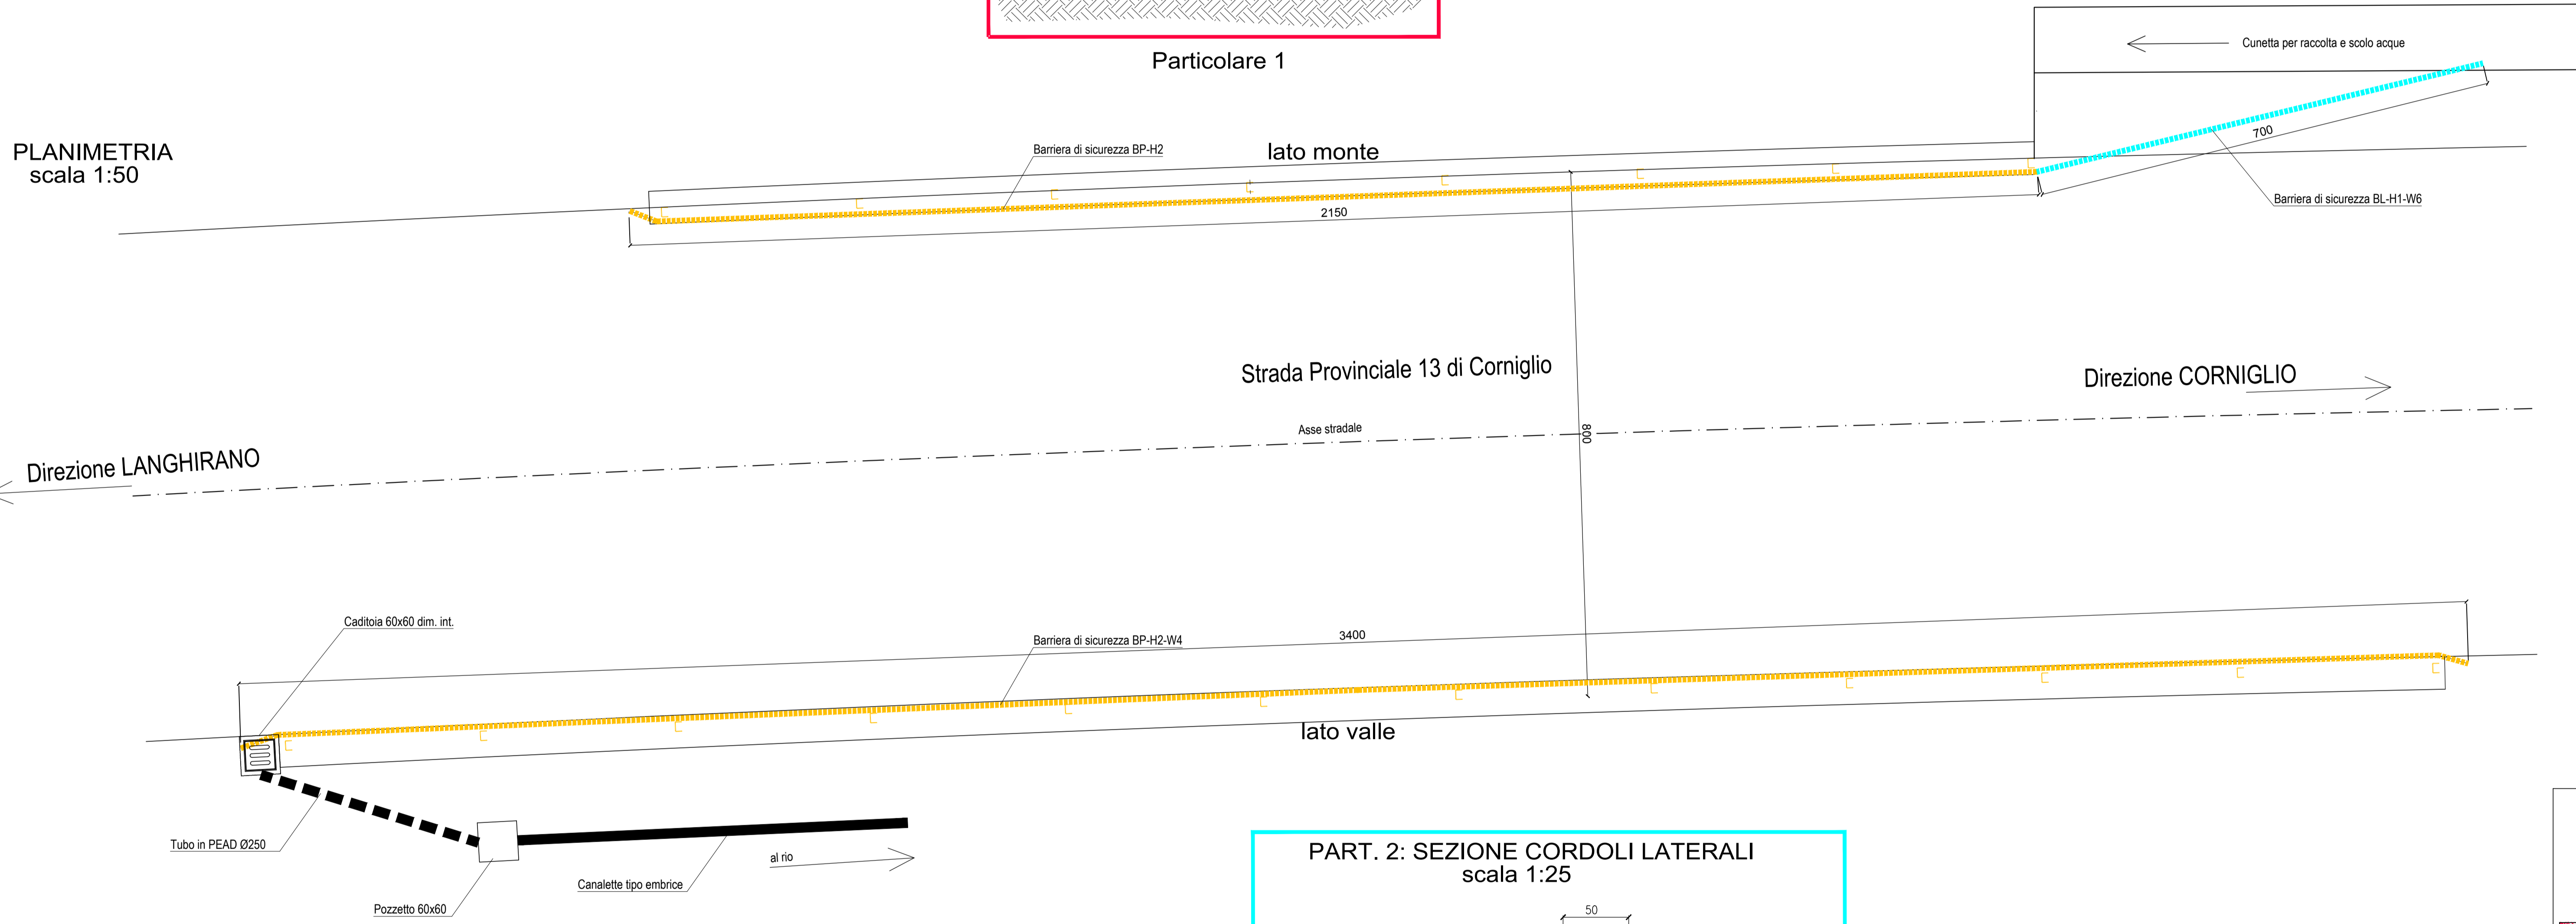 Particolare 1
Cunetta per raccolta e scolo acque
PLANIMETRIA
scala 1:50
Barriera di sicurezza BP-H2
lato monte
700
Barriera di sicurezza BL-H1-W6
2150
Strada Provinciale 13 di Corniglio
Direzione CORNIGLIO
Asse stradale
800
Direzione LANGHIRANO
Caditoia 60x60 dim. int.
Barriera di sicurezza BP-H2-W4
3400
lato valle
Tubo in PEAD Ø250
al rio
Canalette tipo embrice
Pozzetto 60x60
PART. 2: SEZIONE CORDOLI LATERALI
scala 1:25
50